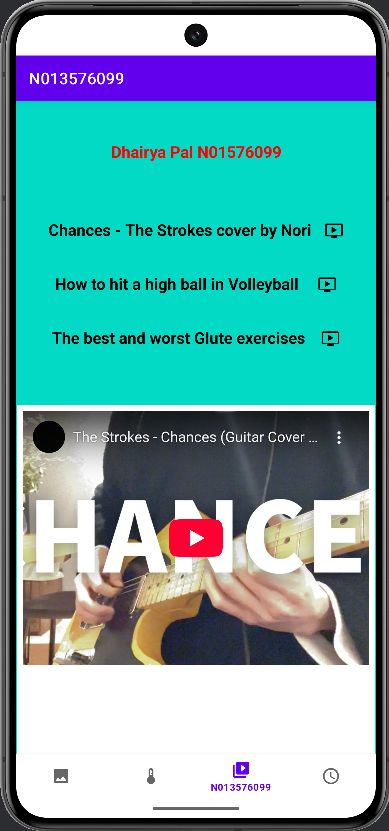 N013576099
Dhairya Pal N01576099
Chances - The Strokes cover by Nori
How to hit a high ball in Volleyball
The best and worst Glute exercises
The Strokes - Chances (Guitar Cover ...
HANCE
N013576099